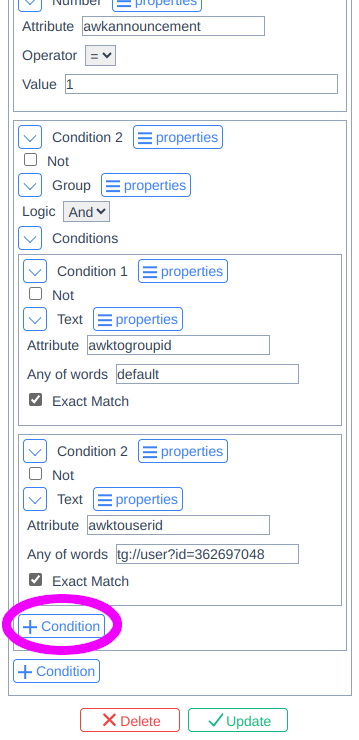 Number properties
Attribute awkannouncement
Operator =
Value 1
Condition 2 properties
Not
Group properties
Logic And
Conditions
Condition 1 properties
Not
Text properties
Attribute awktogroupid
Any of words default
Exact Match
Condition 2 properties
Not
Text properties
Attribute awktouserid
Any of words tg://user?id=362697048
Exact Match
+ Condition
+ Condition
Delete Update